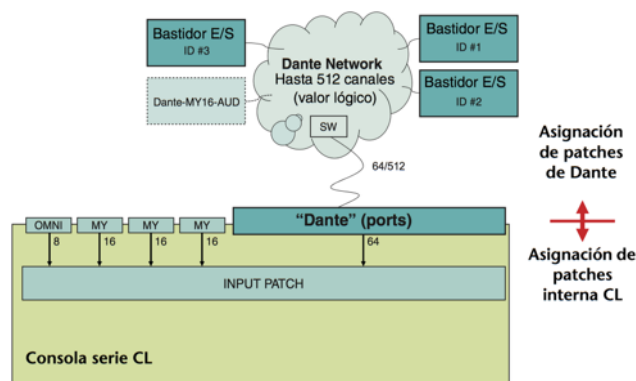 Bastidor E/S
ID #3
Dante-MY16-AUD
Dante Network
Hasta 512 canales
(valor lógico)
SW
Bastidor E/S
ID #1
Bastidor E/S
ID #2
64/512
Asignación
de patches
de Dante
"Dante" (ports)
OMNI
MY
MY
MY
8
16
16
16
64
INPUT PATCH
Asignación de
patches
interna CL
Consola serie CL